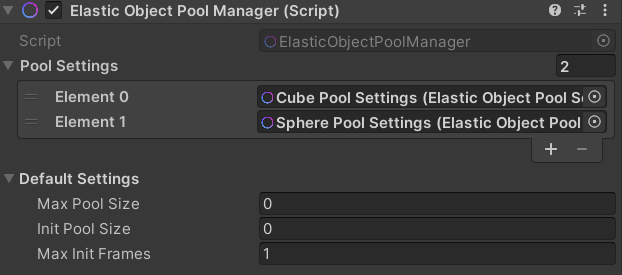 Elastic Object Pool Manager (Script)
Script ElasticObjectPoolManager
Pool Settings 2
Element 0 Cube Pool Settings (Elastic Object Pool Se
Element 1 Sphere Pool Settings (Elastic Object Pool
+ −
Default Settings
Max Pool Size 0
Init Pool Size 0
Max Init Frames 1